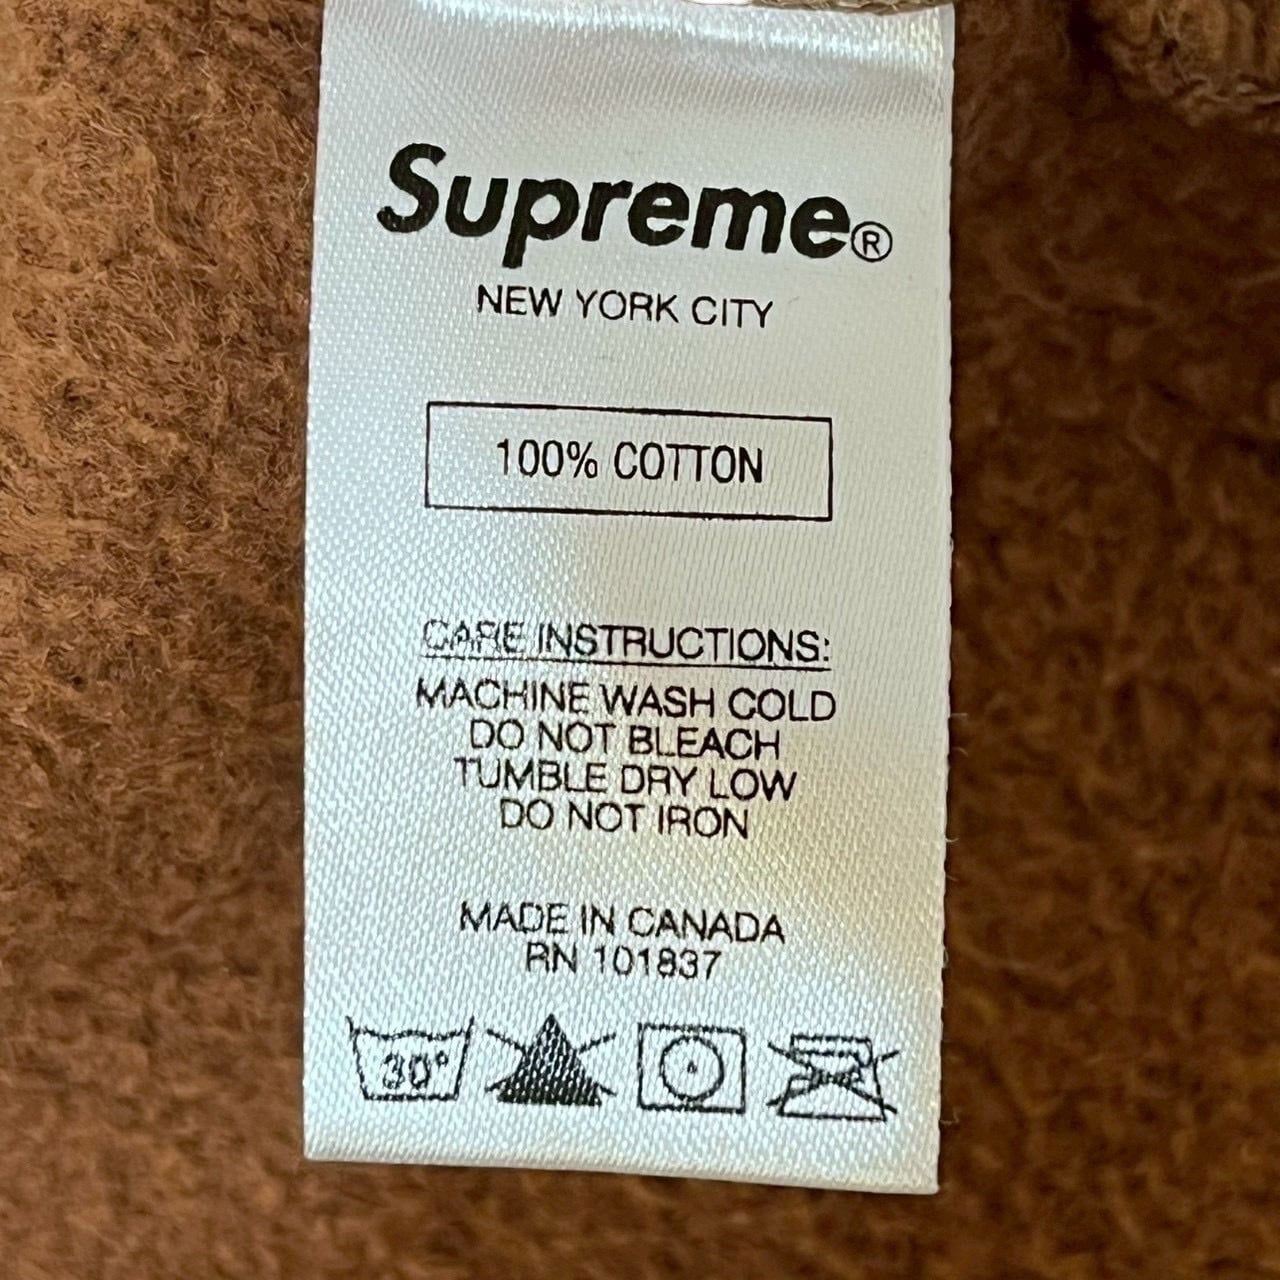 Supreme®
NEW YORK CITY
100% COTTON
CARE INSTRUCTIONS:
MACHINE WASH COLD
DO NOT BLEACH
TUMBLE DRY LOW
DO NOT IRON
MADE IN CANADA
RN 101837
30°